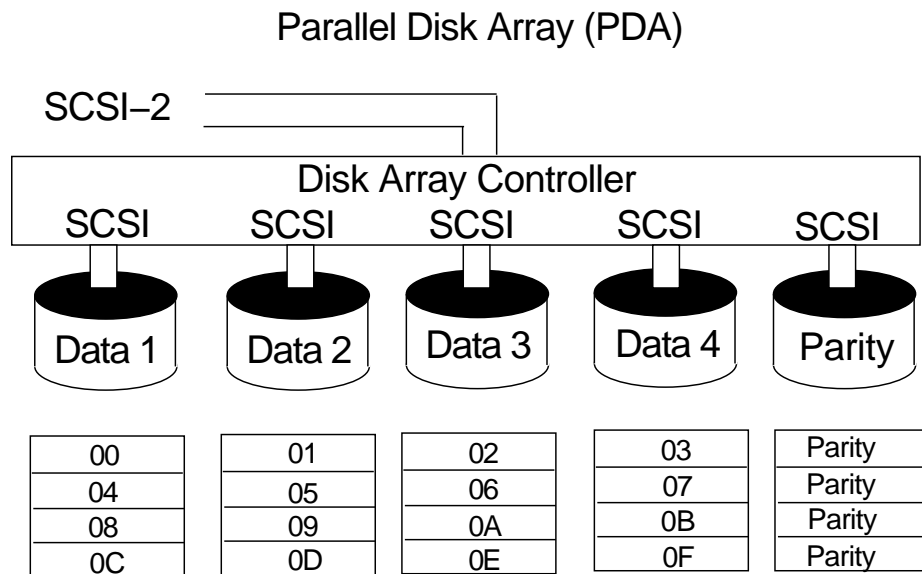 Parallel Disk Array (PDA)
SCSI–2
Disk Array Controller
SCSI SCSI SCSI SCSI SCSI
Data 1 Data 2 Data 3 Data 4 Parity
00 01 02 03 Parity
04 05 06 07 Parity
08 09 0A 0B Parity
0C 0D 0E 0F Parity